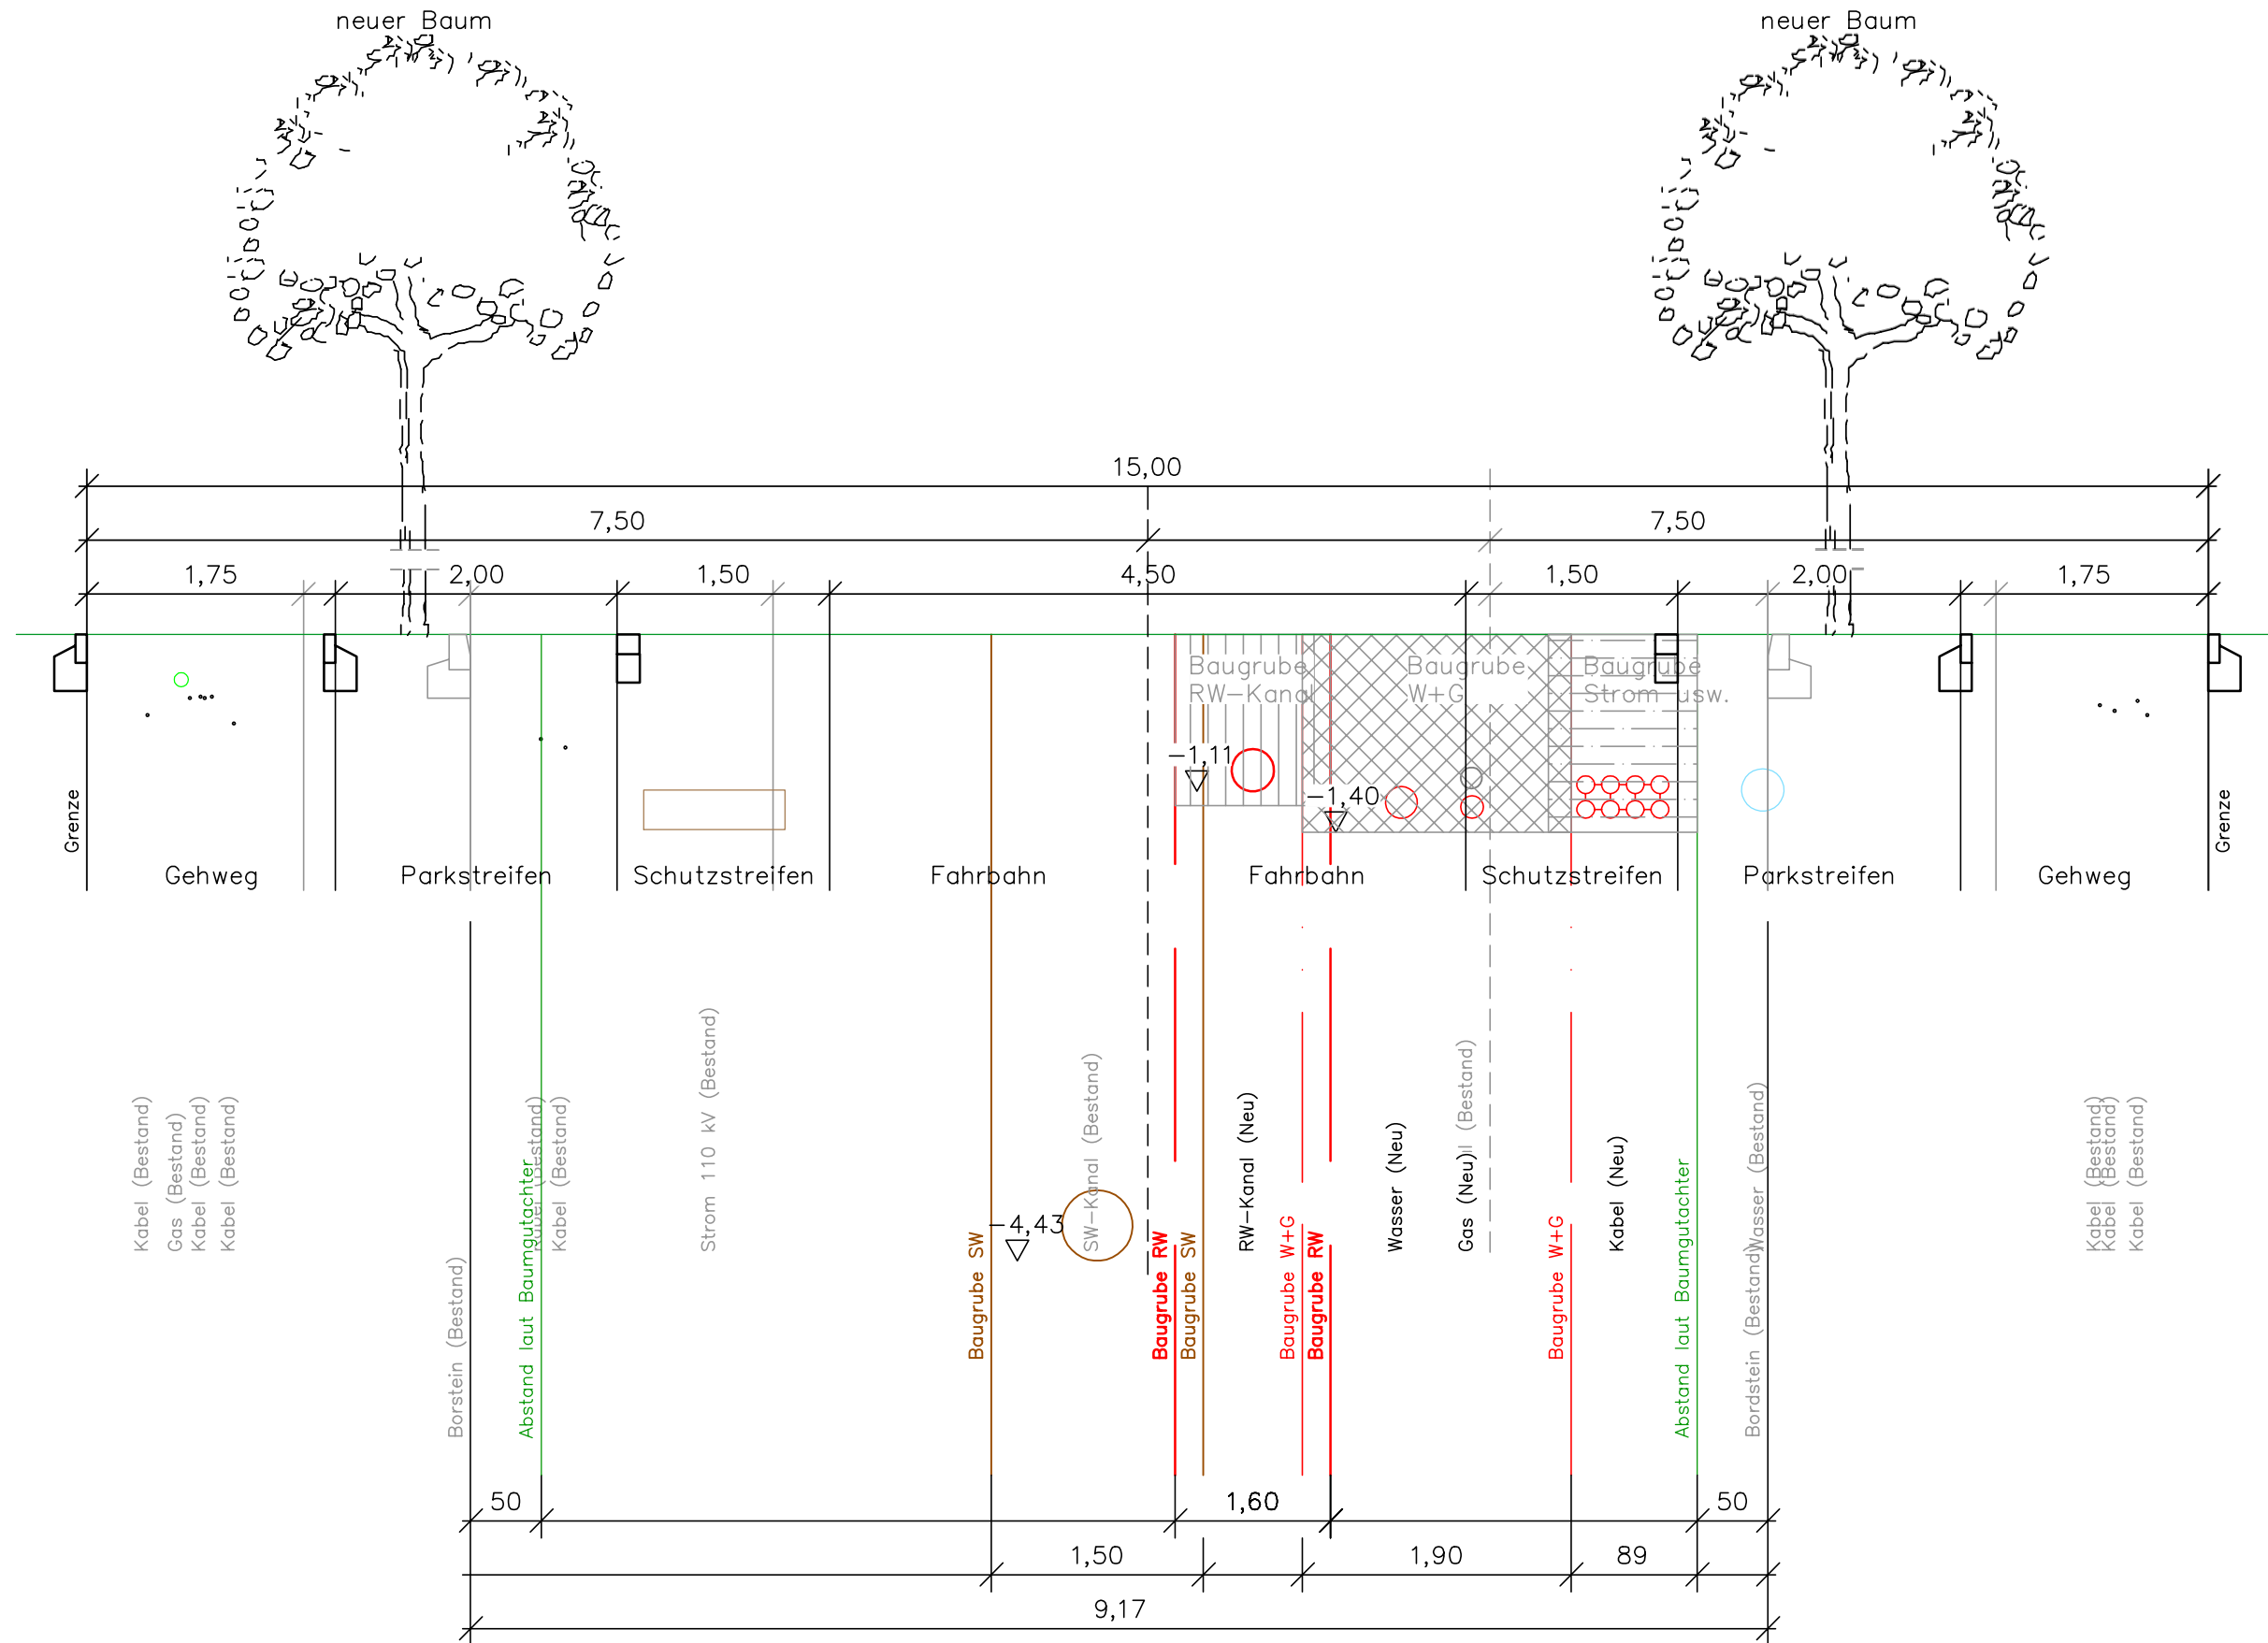 neuer Baum
neuer Baum
15,00
7,50
7,50
1,75
2,00
1,50
4,50
1,50
2,00
1,75
Baugrube
RW-Kanal
Baugrube
W+G
Baugrube
Strom usw.
-1,11
-1,40
Grenze
Grenze
Gehweg
Parkstreifen
Schutzstreifen
Fahrbahn
Fahrbahn
Schutzstreifen
Parkstreifen
Gehweg
Kabel (Bestand)
Gas (Bestand)
Kabel (Bestand)
Kabel (Bestand)
Borstein (Bestand)
Abstand laut Baumgutachter
Kabel (Bestand)
Kabel (Bestand)
Strom 110 kV (Bestand)
Baugrube SW
-4,43
SW-Kanal (Bestand)
Baugrube RW
Baugrube SW
RW-Kanal (Neu)
Baugrube W+G
Baugrube RW
Wasser (Neu)
Gas (Neu)
(Bestand)
Baugrube W+G
Kabel (Neu)
Abstand laut Baumgutachter
Bordstein (Bestand)
Wasser (Bestand)
Kabel (Bestand)
Kabel (Bestand)
Kabel (Bestand)
50
1,60
50
1,50
1,90
89
9,17